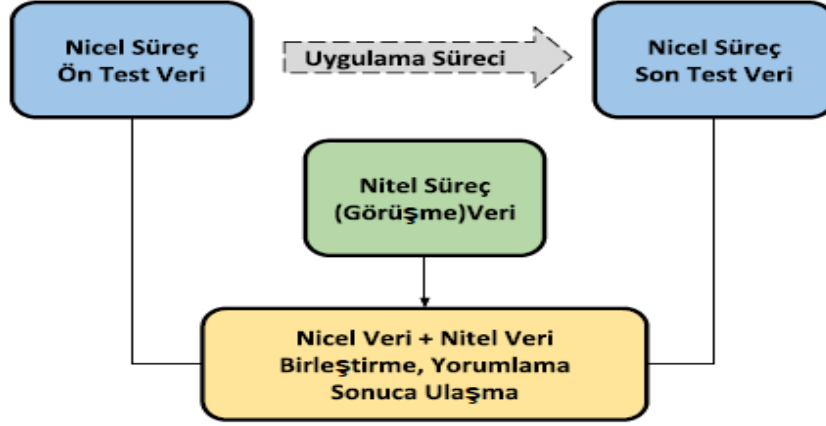 Nicel Süreç
Ön Test Veri
Uygulama Süreci
Nicel Süreç
Son Test Veri
Nitel Süreç
(Görüşme)Veri
Nicel Veri + Nitel Veri
Birleştirme, Yorumlama
Sonuca Ulaşma